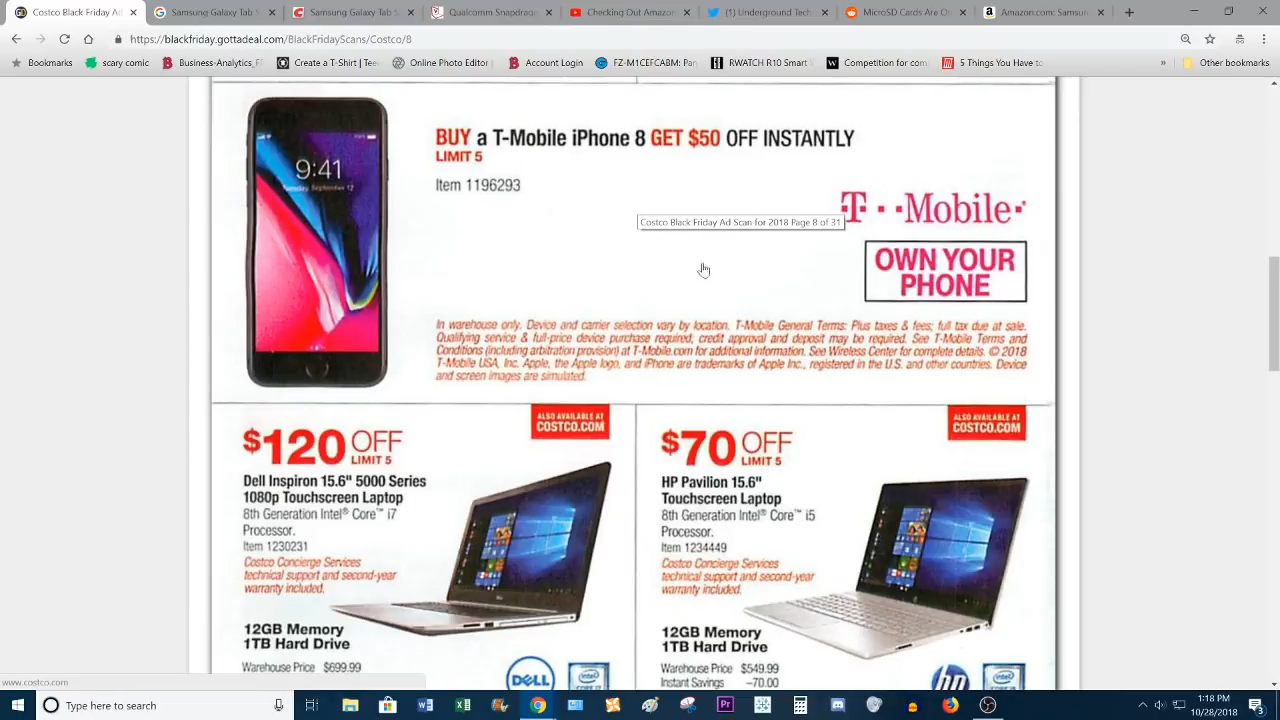 Costco Black Friday Ad
Samsung Galaxy Tab S
Samsung Galaxy Tab S
Qualcomm Snapdrago
Checking Out Amazon
(1) Underground Tech
MicroSD Cards Are O
Amazon.com: Samsun
https://blackfriday.gottadeal.com/BlackFridayScans/Costco/8
Bookmarks
scary comic
Business-Analytics_FF
Create a T-Shirt | Tee
Online Photo Editor |
Account Login
FZ-M1CEFCABM: Pan
RWATCH R10 Smart
Competition for com
5 Things You Have to
»
Other bookmarks
BUY a T-Mobile iPhone 8 GET $50 OFF INSTANTLY
LIMIT 5
Item 1196293
9:41
Tuesday, September 12
T··Mobile·
Costco Black Friday Ad Scan for 2018 Page 8 of 31
OWN YOUR
PHONE
In warehouse only. Device and carrier selection vary by location. T-Mobile General Terms: Plus taxes & fees; full tax due at sale.
Qualifying service & full-price device purchase required; credit approval and deposit may be required. See T-Mobile Terms and
Conditions (including arbitration provision) at T-Mobile.com for additional information. See Wireless Center for complete details. © 2018
T-Mobile USA, Inc. Apple, the Apple logo, and iPhone are trademarks of Apple Inc., registered in the U.S. and other countries. Device
and screen images are simulated.
ALSO AVAILABLE AT
COSTCO.COM
$120 OFF
LIMIT 5
Dell Inspiron 15.6" 5000 Series
1080p Touchscreen Laptop
8th Generation Intel® Core™ i7
Processor.
Item 1230231
Costco Concierge Services
technical support and second-year
warranty included.
12GB Memory
1TB Hard Drive
Warehouse Price $699.99
DELL
intel
ALSO AVAILABLE AT
COSTCO.COM
$70 OFF
LIMIT 5
HP Pavilion 15.6"
Touchscreen Laptop
8th Generation Intel® Core™ i5
Processor.
Item 1234449
Costco Concierge Services
technical support and second-year
warranty included.
12GB Memory
1TB Hard Drive
Warehouse Price $549.99
Instant Savings -70.00
hp
intel
www.costco.com
Type here to search
Pr
1:18 PM
10/28/2018
3